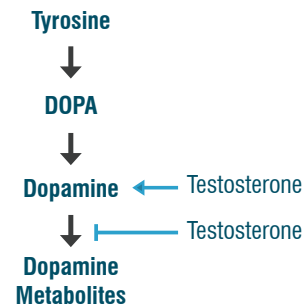 Tyrosine
DOPA
Dopamine
Testosterone
Testosterone
Dopamine
Metabolites